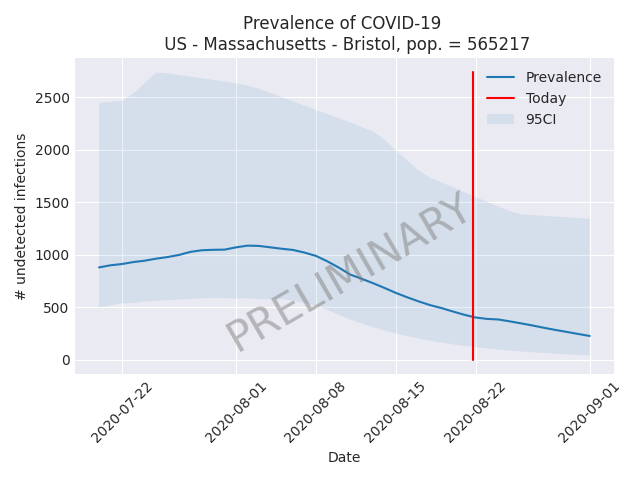 Prevalence of COVID-19
US - Massachusetts - Bristol, pop. = 565217
Prevalence
Today
95CI
2500
2000
1500
1000
500
0
# undetected infections
PRELIMINARY
2020-07-22
2020-08-01
2020-08-08
2020-08-15
2020-08-22
2020-09-01
Date